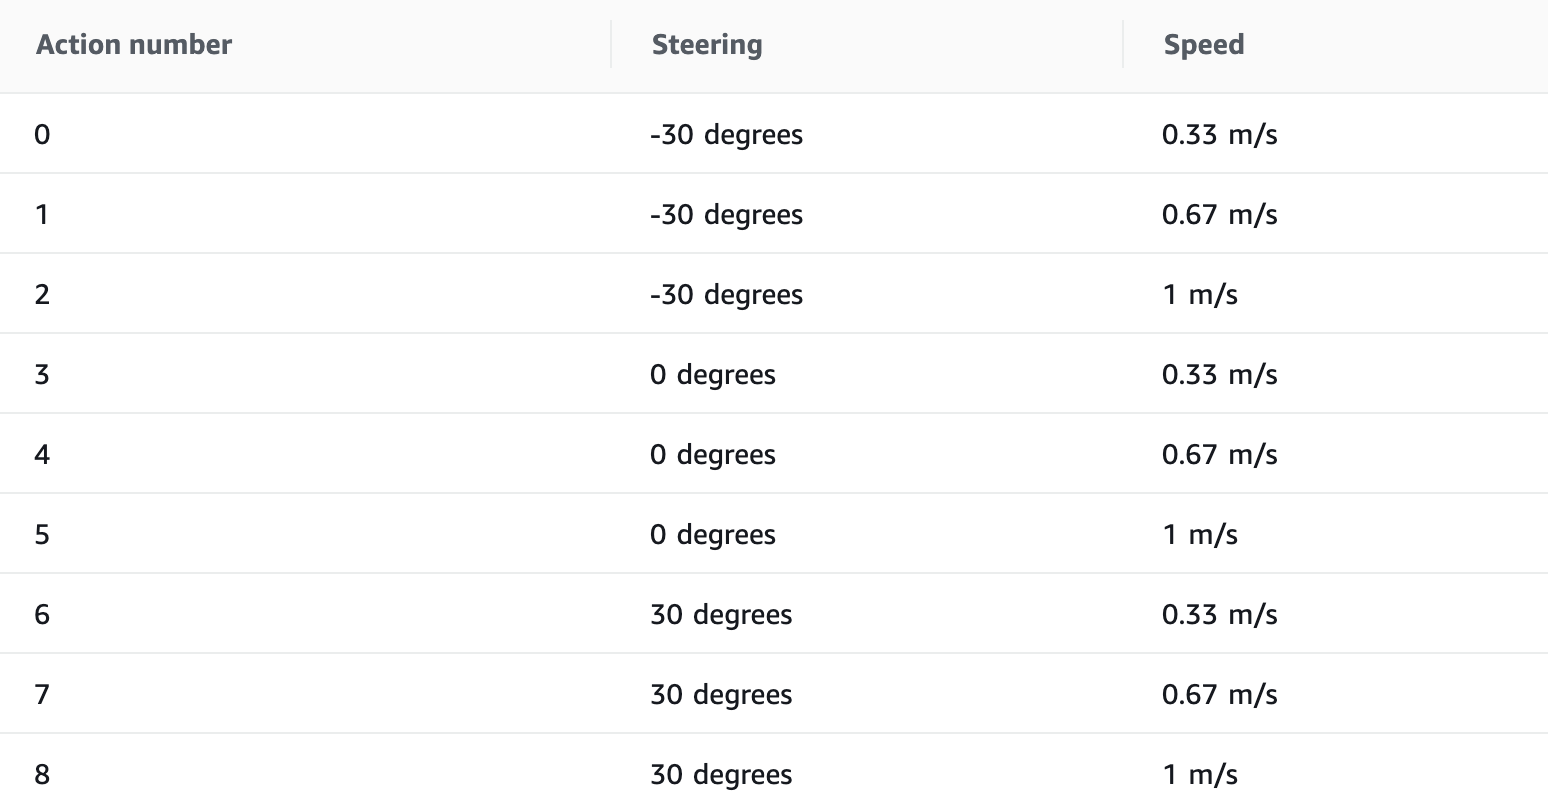 Action number Steering Speed
0 -30 degrees 0.33 m/s
1 -30 degrees 0.67 m/s
2 -30 degrees 1 m/s
3 0 degrees 0.33 m/s
4 0 degrees 0.67 m/s
5 0 degrees 1 m/s
6 30 degrees 0.33 m/s
7 30 degrees 0.67 m/s
8 30 degrees 1 m/s